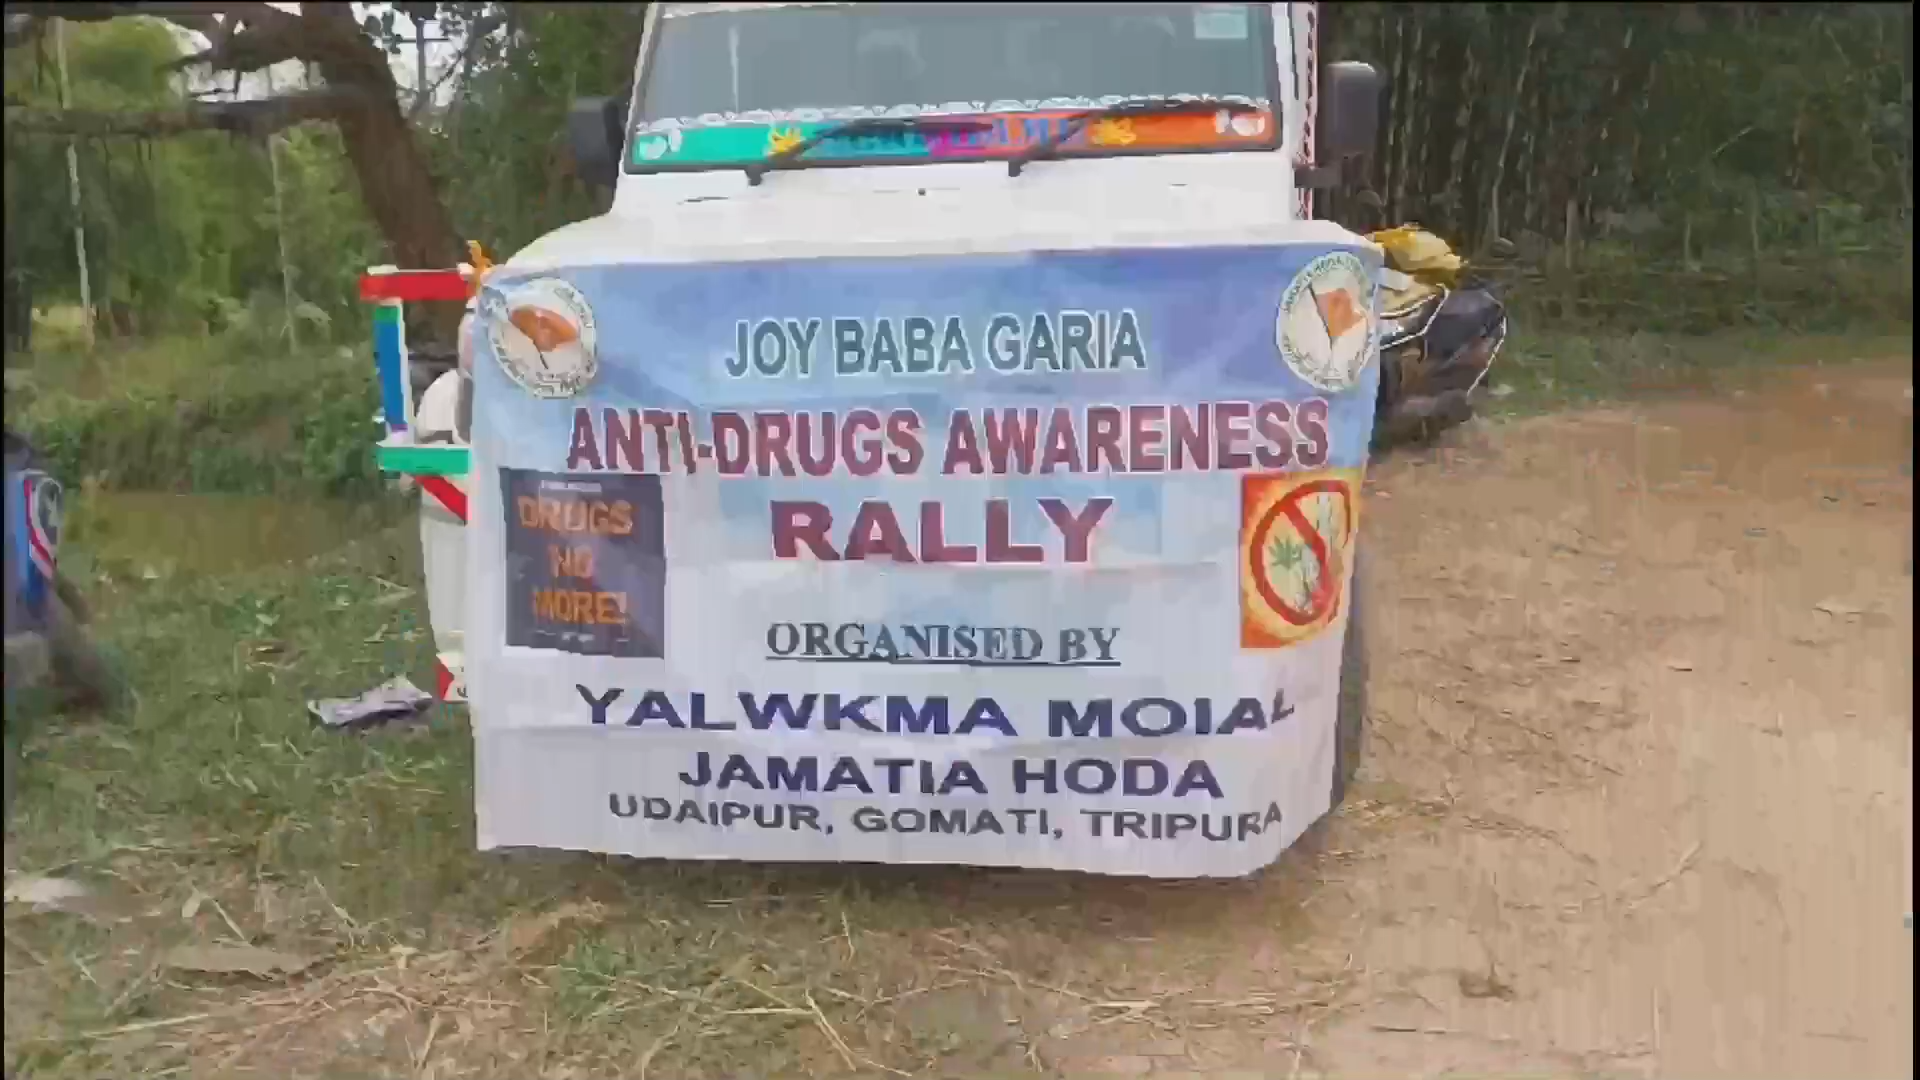 JOY BABA GARIA
ANTI-DRUGS AWARENESS
RALLY
DRUGS
NO
MORE!
ORGANISED BY
YALWKMA MOIAL
JAMATIA HODA
UDAIPUR, GOMATI, TRIPURA